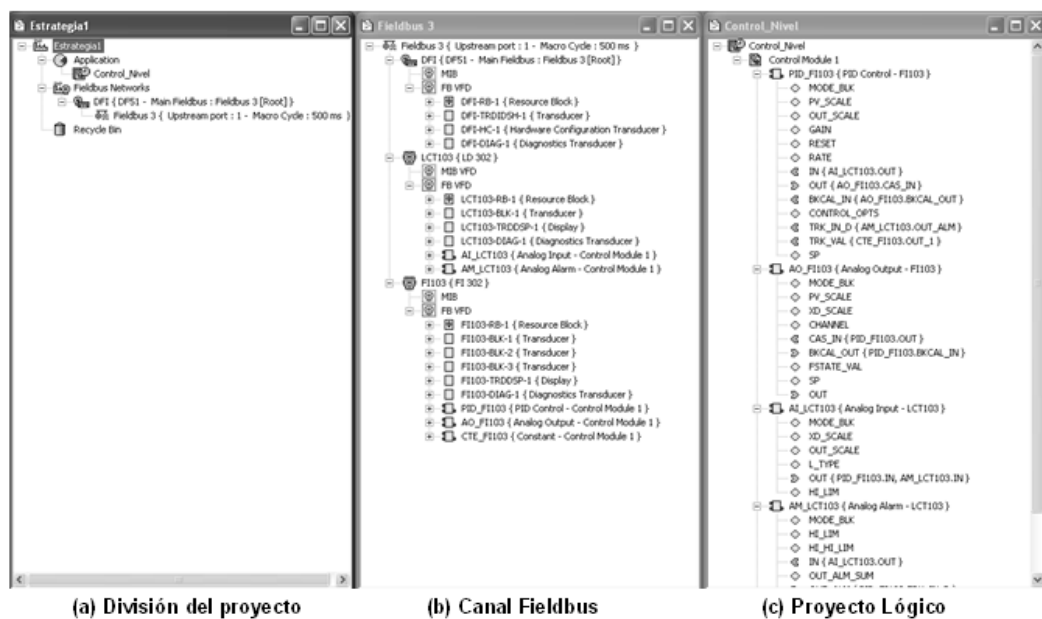 Estrategia1
Estrategia1
Application
Control_Nivel
Fieldbus Networks
DFI { DF51 - Main Fieldbus : Fieldbus 3 [Root] }
Fieldbus 3 { Upstream port : 1 - Macro Cycle : 500 ms }
Recycle Bin
(a) División del proyecto
Fieldbus 3
Fieldbus 3 { Upstream port : 1 - Macro Cycle : 500 ms }
DFI { DF51 - Main Fieldbus : Fieldbus 3 [Root] }
MIB
FB VFD
DFI-RB-1 { Resource Block }
DFI-TRDIDSH-1 { Transducer }
DFI-HC-1 { Hardware Configuration Transducer }
DFI-DIAG-1 { Diagnostics Transducer }
LCT103 { LD 302 }
MIB VFD
FB VFD
LCT103-RB-1 { Resource Block }
LCT103-BLK-1 { Transducer }
LCT103-TRDDSP-1 { Display }
LCT103-DIAG-1 { Diagnostics Transducer }
AI_LCT103 { Analog Input - Control Module 1 }
AM_LCT103 { Analog Alarm - Control Module 1 }
FI103 { FI 302 }
MIB
FB VFD
FI103-RB-1 { Resource Block }
FI103-BLK-1 { Transducer }
FI103-BLK-2 { Transducer }
FI103-BLK-3 { Transducer }
FI103-TRDDSP-1 { Display }
FI103-DIAG-1 { Diagnostics Transducer }
PID_FI103 { PID Control - Control Module 1 }
AO_FI103 { Analog Output - Control Module 1 }
CTE_FI103 { Constant - Control Module 1 }
(b) Canal Fieldbus
Control_Nivel
Control_Nivel
Control Module 1
PID_FI103 { PID Control - FI103 }
MODE_BLK
PV_SCALE
OUT_SCALE
GAIN
RESET
RATE
IN { AI_LCT103.OUT }
OUT { AO_FI103.CAS_IN }
BKCAL_IN { AO_FI103.BKCAL_OUT }
CONTROL_OPTS
TRK_IN_D { AM_LCT103.OUT_ALM }
TRK_VAL { CTE_FI103.OUT_1 }
SP
AO_FI103 { Analog Output - FI103 }
MODE_BLK
PV_SCALE
XD_SCALE
CHANNEL
CAS_IN { PID_FI103.OUT }
BKCAL_OUT { PID_FI103.BKCAL_IN }
FSTATE_VAL
SP
OUT
AI_LCT103 { Analog Input - LCT103 }
MODE_BLK
XD_SCALE
OUT_SCALE
L_TYPE
OUT { PID_FI103.IN, AM_LCT103.IN }
HI_LIM
AM_LCT103 { Analog Alarm - LCT103 }
MODE_BLK
HI_LIM
HI_HI_LIM
IN { AI_LCT103.OUT }
OUT_ALM_SUM
(c) Proyecto Lógico